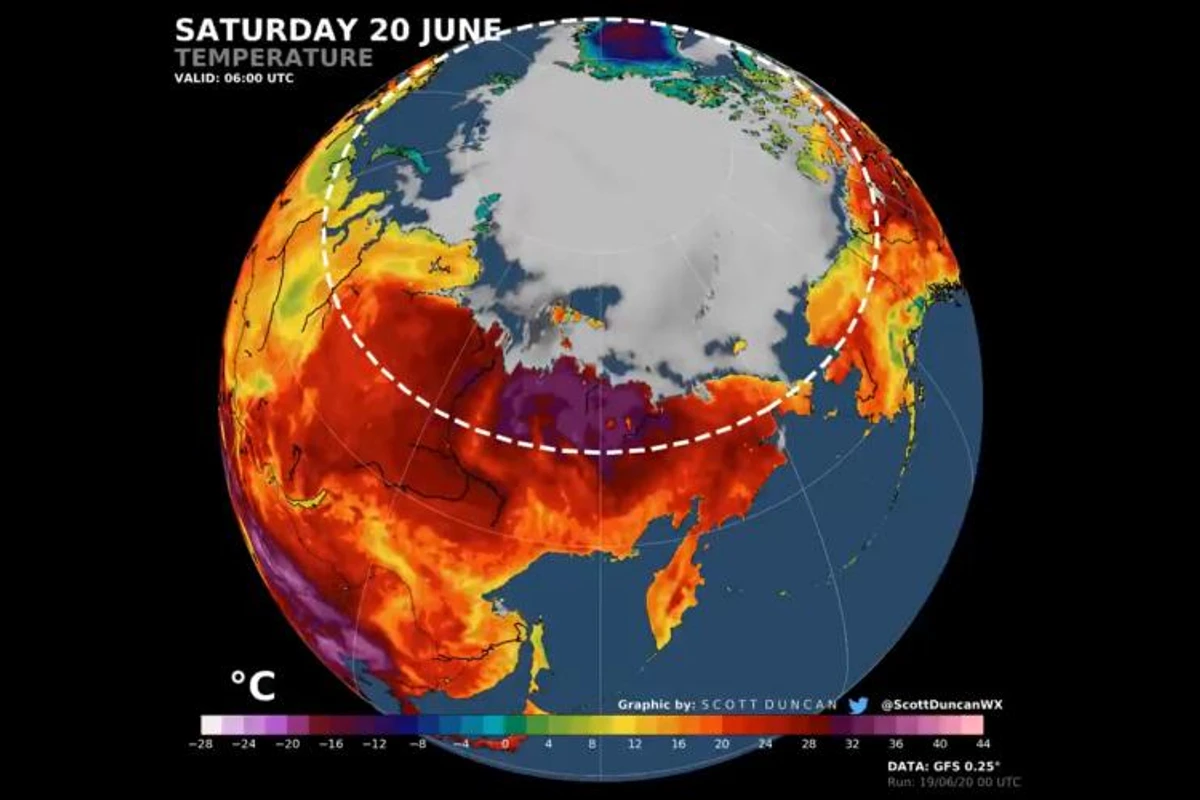 SATURDAY 20 JUNE
TEMPERATURE
VALID: 06:00 UTC
°C
Graphic by: SCOTT DUNCAN @ScottDuncanWX
−28 −24 −20 −16 −12 −8 −4 0 4 8 12 16 20 24 28 32 36 40 44
DATA: GFS 0.25°
Run: 19/06/20 00 UTC